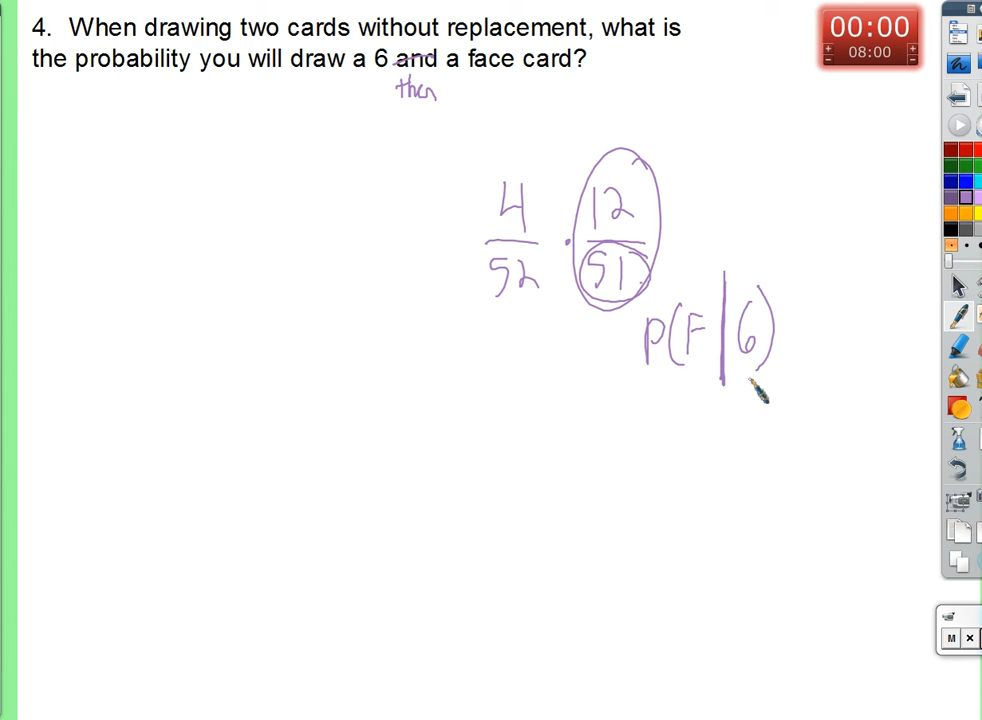 4. When drawing two cards without replacement, what is
the probability you will draw a 6 and a face card?
then
4/52 · 12/51
P(F|6)
00:00
08:00
M X